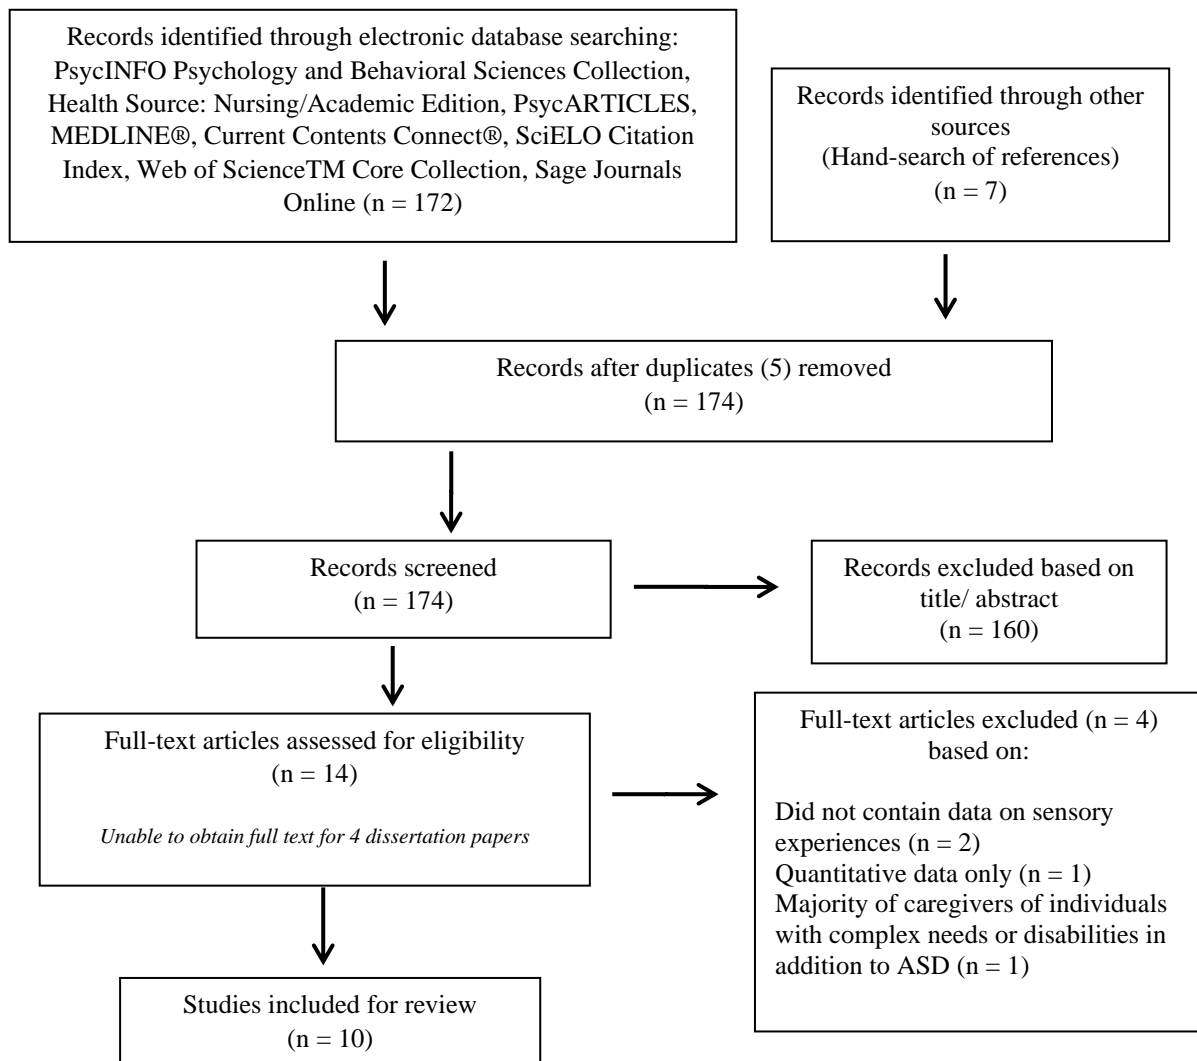 Records identified through electronic database searching:
PsycINFO Psychology and Behavioral Sciences Collection,
Health Source: Nursing/Academic Edition, PsycARTICLES,
MEDLINE®, Current Contents Connect®, SciELO Citation
Index, Web of ScienceTM Core Collection, Sage Journals
Online (n = 172)
Records identified through other
sources
(Hand-search of references)
(n = 7)
Records after duplicates (5) removed
(n = 174)
Records screened
(n = 174)
Records excluded based on
title/ abstract
(n = 160)
Full-text articles assessed for eligibility
(n = 14)
Unable to obtain full text for 4 dissertation papers
Full-text articles excluded (n = 4)
based on:
Did not contain data on sensory
experiences (n = 2)
Quantitative data only (n = 1)
Majority of caregivers of individuals
with complex needs or disabilities in
addition to ASD (n = 1)
Studies included for review
(n = 10)